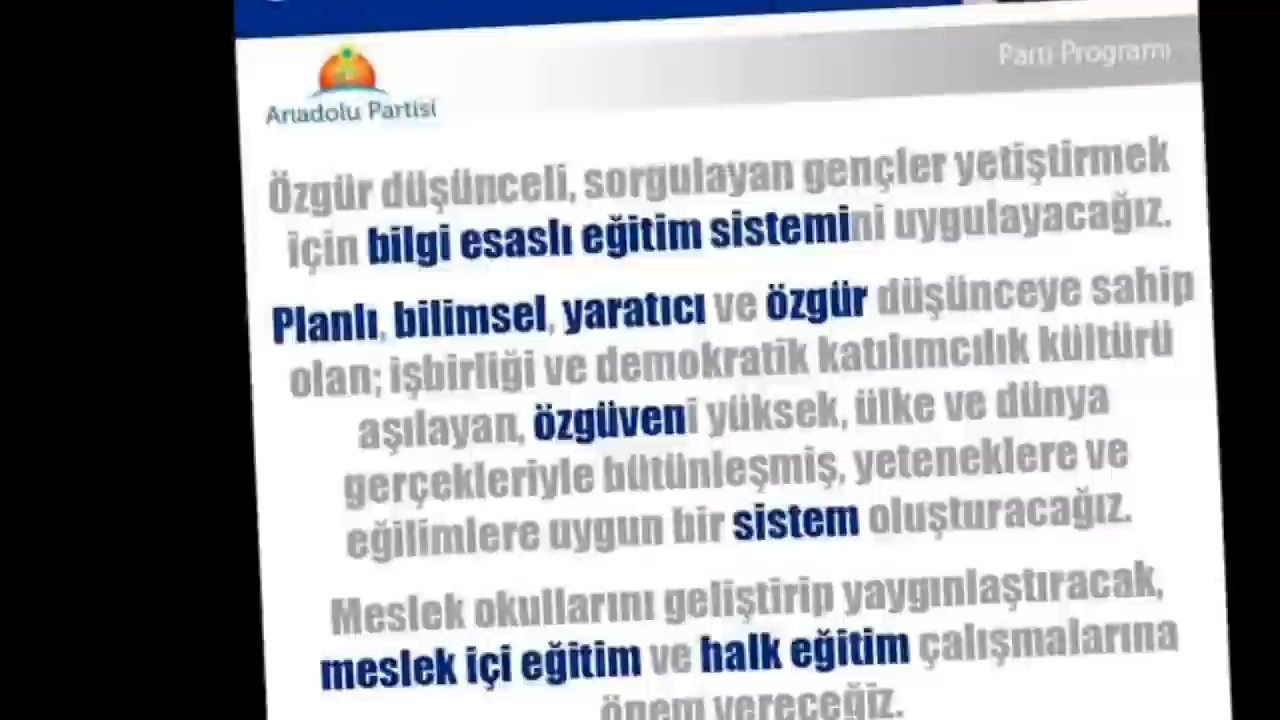 Parti Programı
Anadolu Partisi
Özgür düşünceli, sorgulayan gençler yetiştirmek
için bilgi esaslı eğitim sistemini uygulayacağız.
Planlı, bilimsel, yaratıcı ve özgür düşünceye sahip
olan; işbirliği ve demokratik katılımcılık kültürü
aşılayan, özgüveni yüksek, ülke ve dünya
gerçekleriyle bütünleşmiş, yeteneklere ve
eğilimlere uygun bir sistem oluşturacağız.
Meslek okullarını geliştirip yaygınlaştıracak,
meslek içi eğitim ve halk eğitim çalışmalarına
önem vereceğiz.